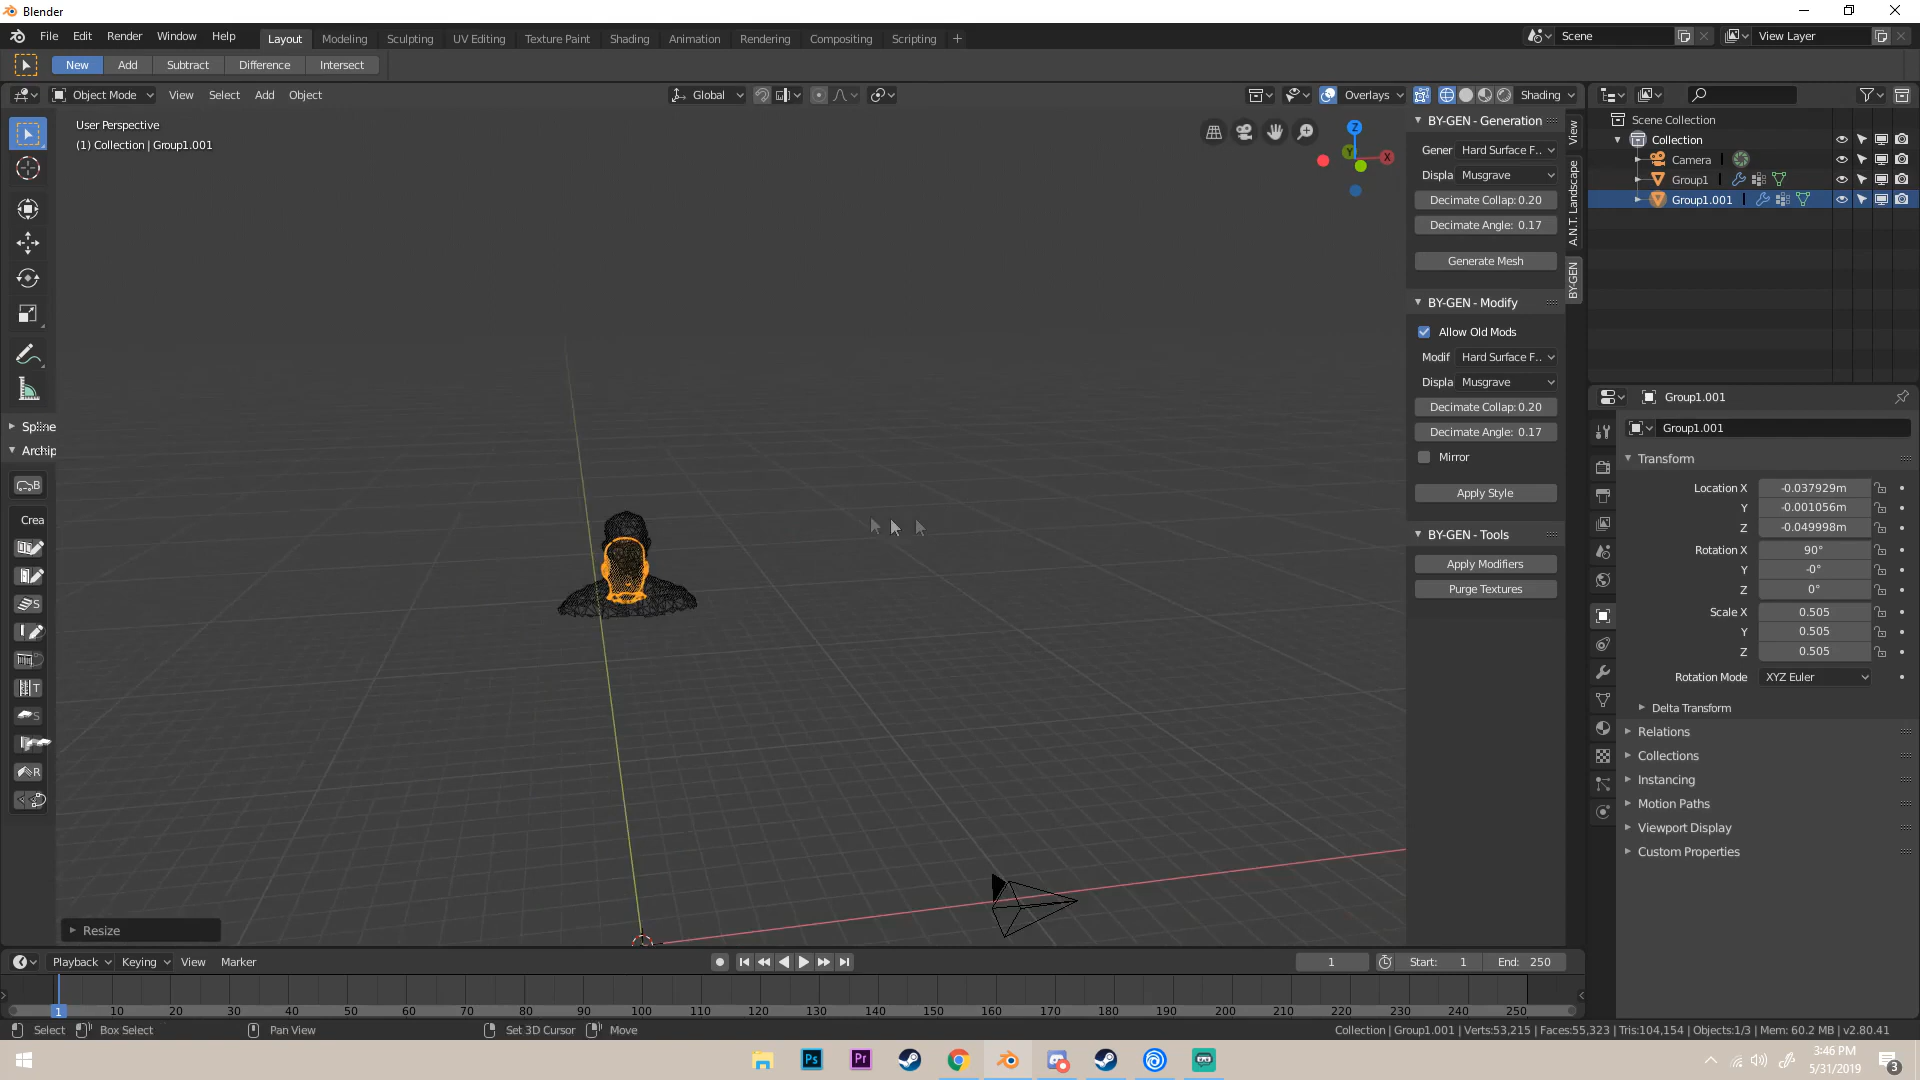 Blender
File Edit Render Window Help
Layout Modeling Sculpting UV Editing Texture Paint Shading Animation Rendering Compositing Scripting +
Scene View Layer
New Add Subtract Difference Intersect
Object Mode View Select Add Object
Global
Overlays Shading
User Perspective
(1) Collection | Group1.001
Z
Y
X
Spline
Archip
B
Crea
S
T
S
R
Resize
BY-GEN - Generation
Gener Hard Surface F..
Displa Musgrave
Decimate Collap: 0.20
Decimate Angle: 0.17
Generate Mesh
BY-GEN - Modify
Allow Old Mods
Modif Hard Surface F..
Displa Musgrave
Decimate Collap: 0.20
Decimate Angle: 0.17
Mirror
Apply Style
BY-GEN - Tools
Apply Modifiers
Purge Textures
View
A.N.T. Landscape
BY-GEN
Scene Collection
Collection
Camera
Group1
Group1.001
Group1.001
Group1.001
Transform
Location X -0.037929m
Y -0.001056m
Z -0.049998m
Rotation X 90°
Y -0°
Z 0°
Scale X 0.505
Y 0.505
Z 0.505
Rotation Mode XYZ Euler
Delta Transform
Relations
Collections
Instancing
Motion Paths
Viewport Display
Custom Properties
Playback Keying View Marker
1 Start: 1 End: 250
1 10 20 30 40 50 60 70 80 90 100 110 120 130 140 150 160 170 180 190 200 210 220 230 240 250
Select Box Select Pan View Set 3D Cursor Move
Collection | Group1.001 | Verts:53,215 | Faces:55,323 | Tris:104,154 | Objects:1/3 | Mem: 60.2 MB | v2.80.41
Ps Pr
3:46 PM
5/31/2019
3